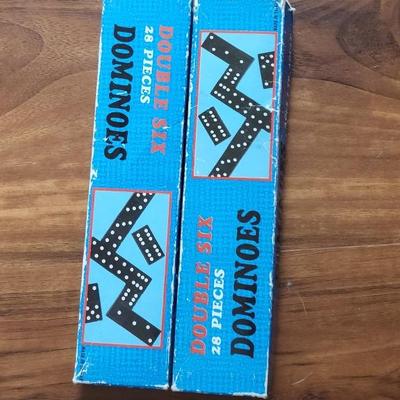 DOUBLE SIX
28 PIECES
DOMINOES
DOUBLE SIX
28 PIECES
DOMINOES